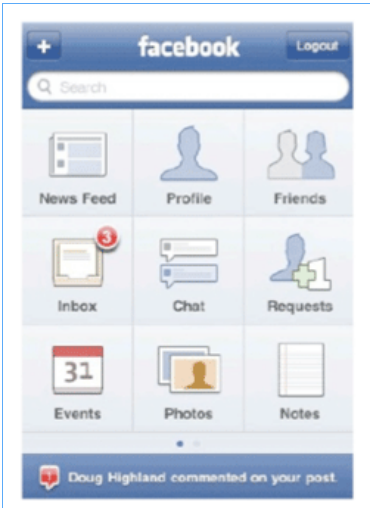 + facebook Logout
Search
News Feed Profile Friends
3
Inbox Chat Requests
31
Events Photos Notes
Doug Highland commented on your post.